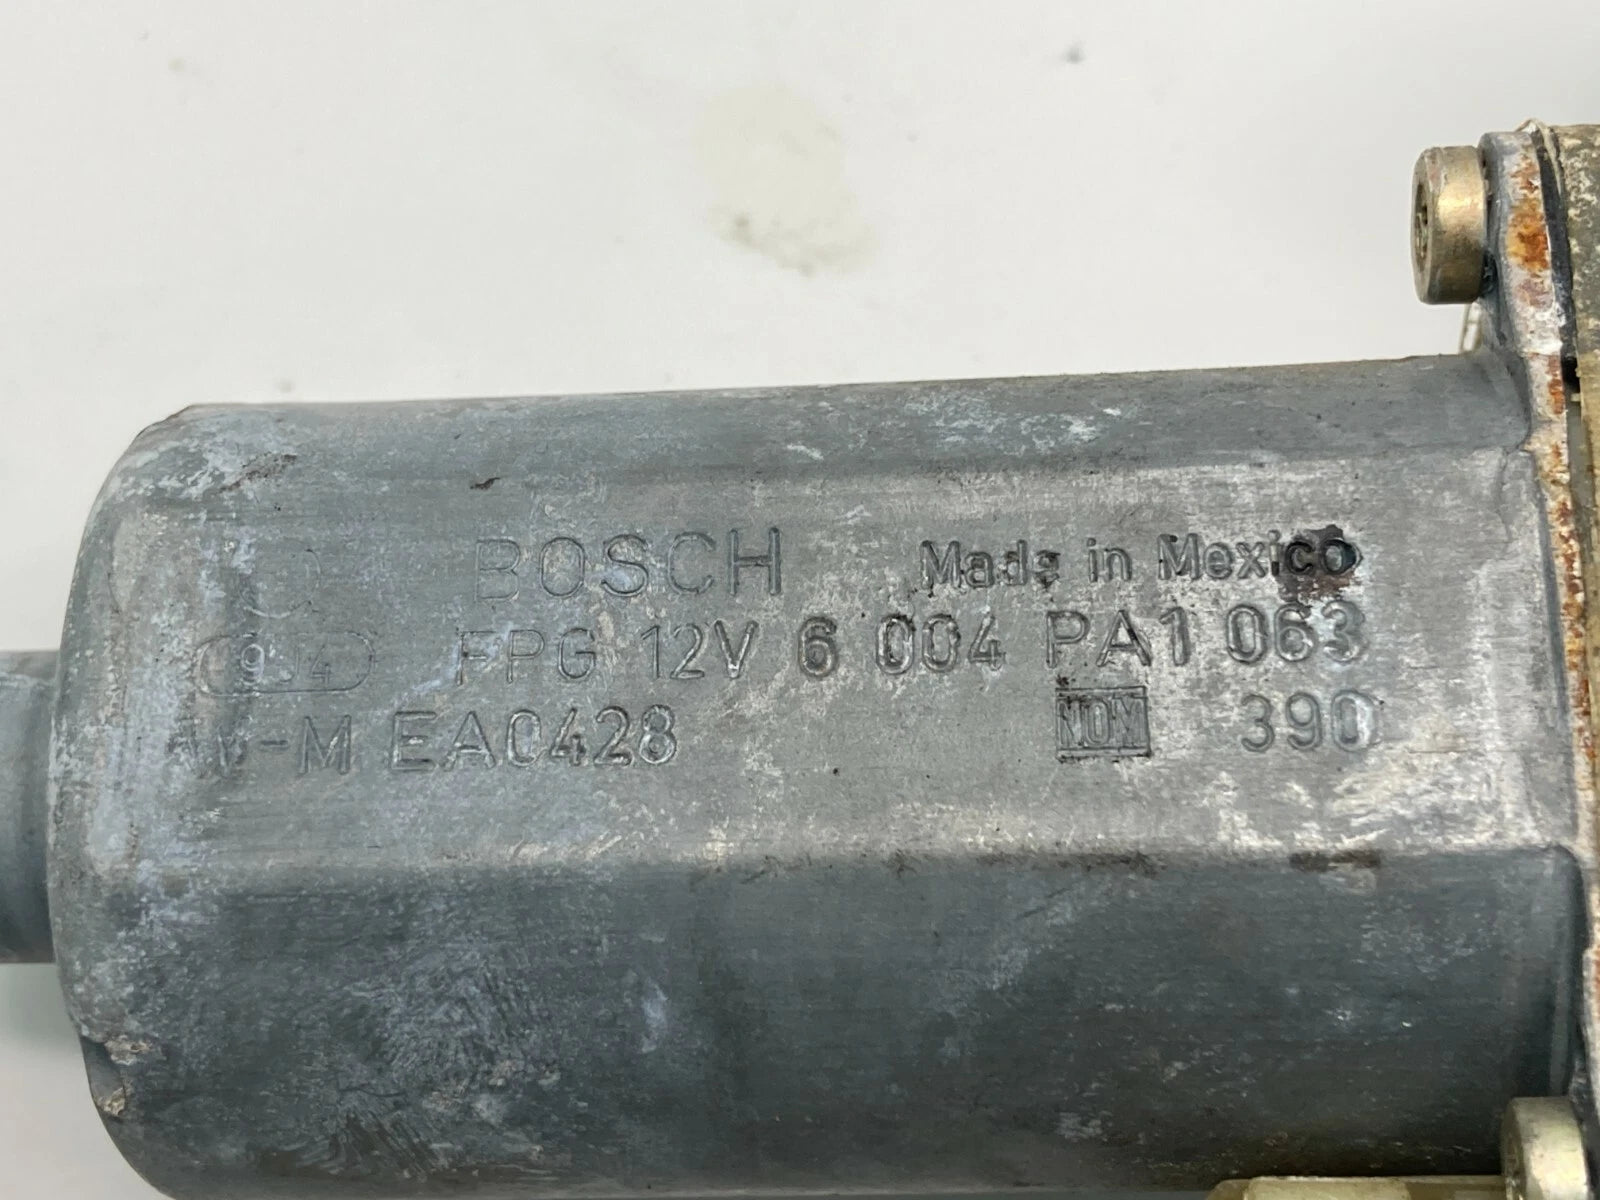 BOSCH Made in Mexico
9J4 FPG 12V 6 004 PA1 063
W-M EA0428 NOM 390